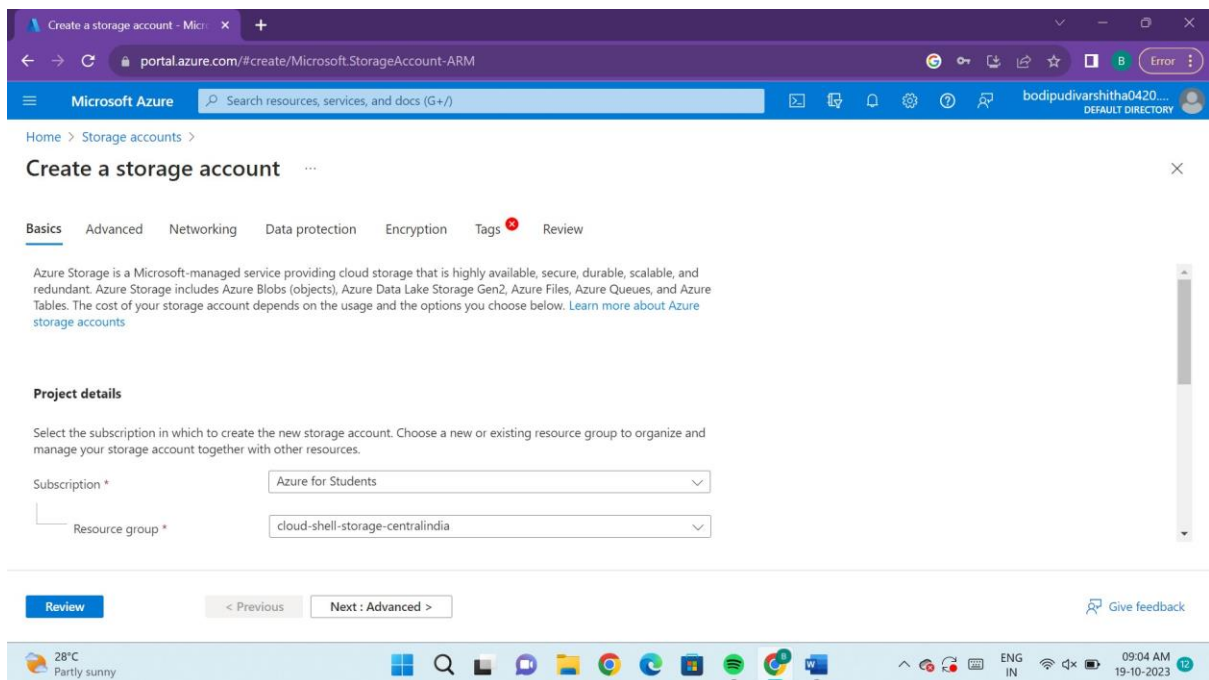 Create a storage account - Micr
portal.azure.com/#create/Microsoft.StorageAccount-ARM
B
Error
Microsoft Azure
Search resources, services, and docs (G+/)
bodipudivarshitha0420....
DEFAULT DIRECTORY
Home > Storage accounts >
Create a storage account ...
Basics Advanced Networking Data protection Encryption Tags Review
Azure Storage is a Microsoft-managed service providing cloud storage that is highly available, secure, durable, scalable, and
redundant. Azure Storage includes Azure Blobs (objects), Azure Data Lake Storage Gen2, Azure Files, Azure Queues, and Azure
Tables. The cost of your storage account depends on the usage and the options you choose below. Learn more about Azure
storage accounts
Project details
Select the subscription in which to create the new storage account. Choose a new or existing resource group to organize and
manage your storage account together with other resources.
Subscription * Azure for Students
Resource group * cloud-shell-storage-centralindia
Review < Previous Next : Advanced > Give feedback
28°C
Partly sunny
ENG
IN
09:04 AM
19-10-2023
12